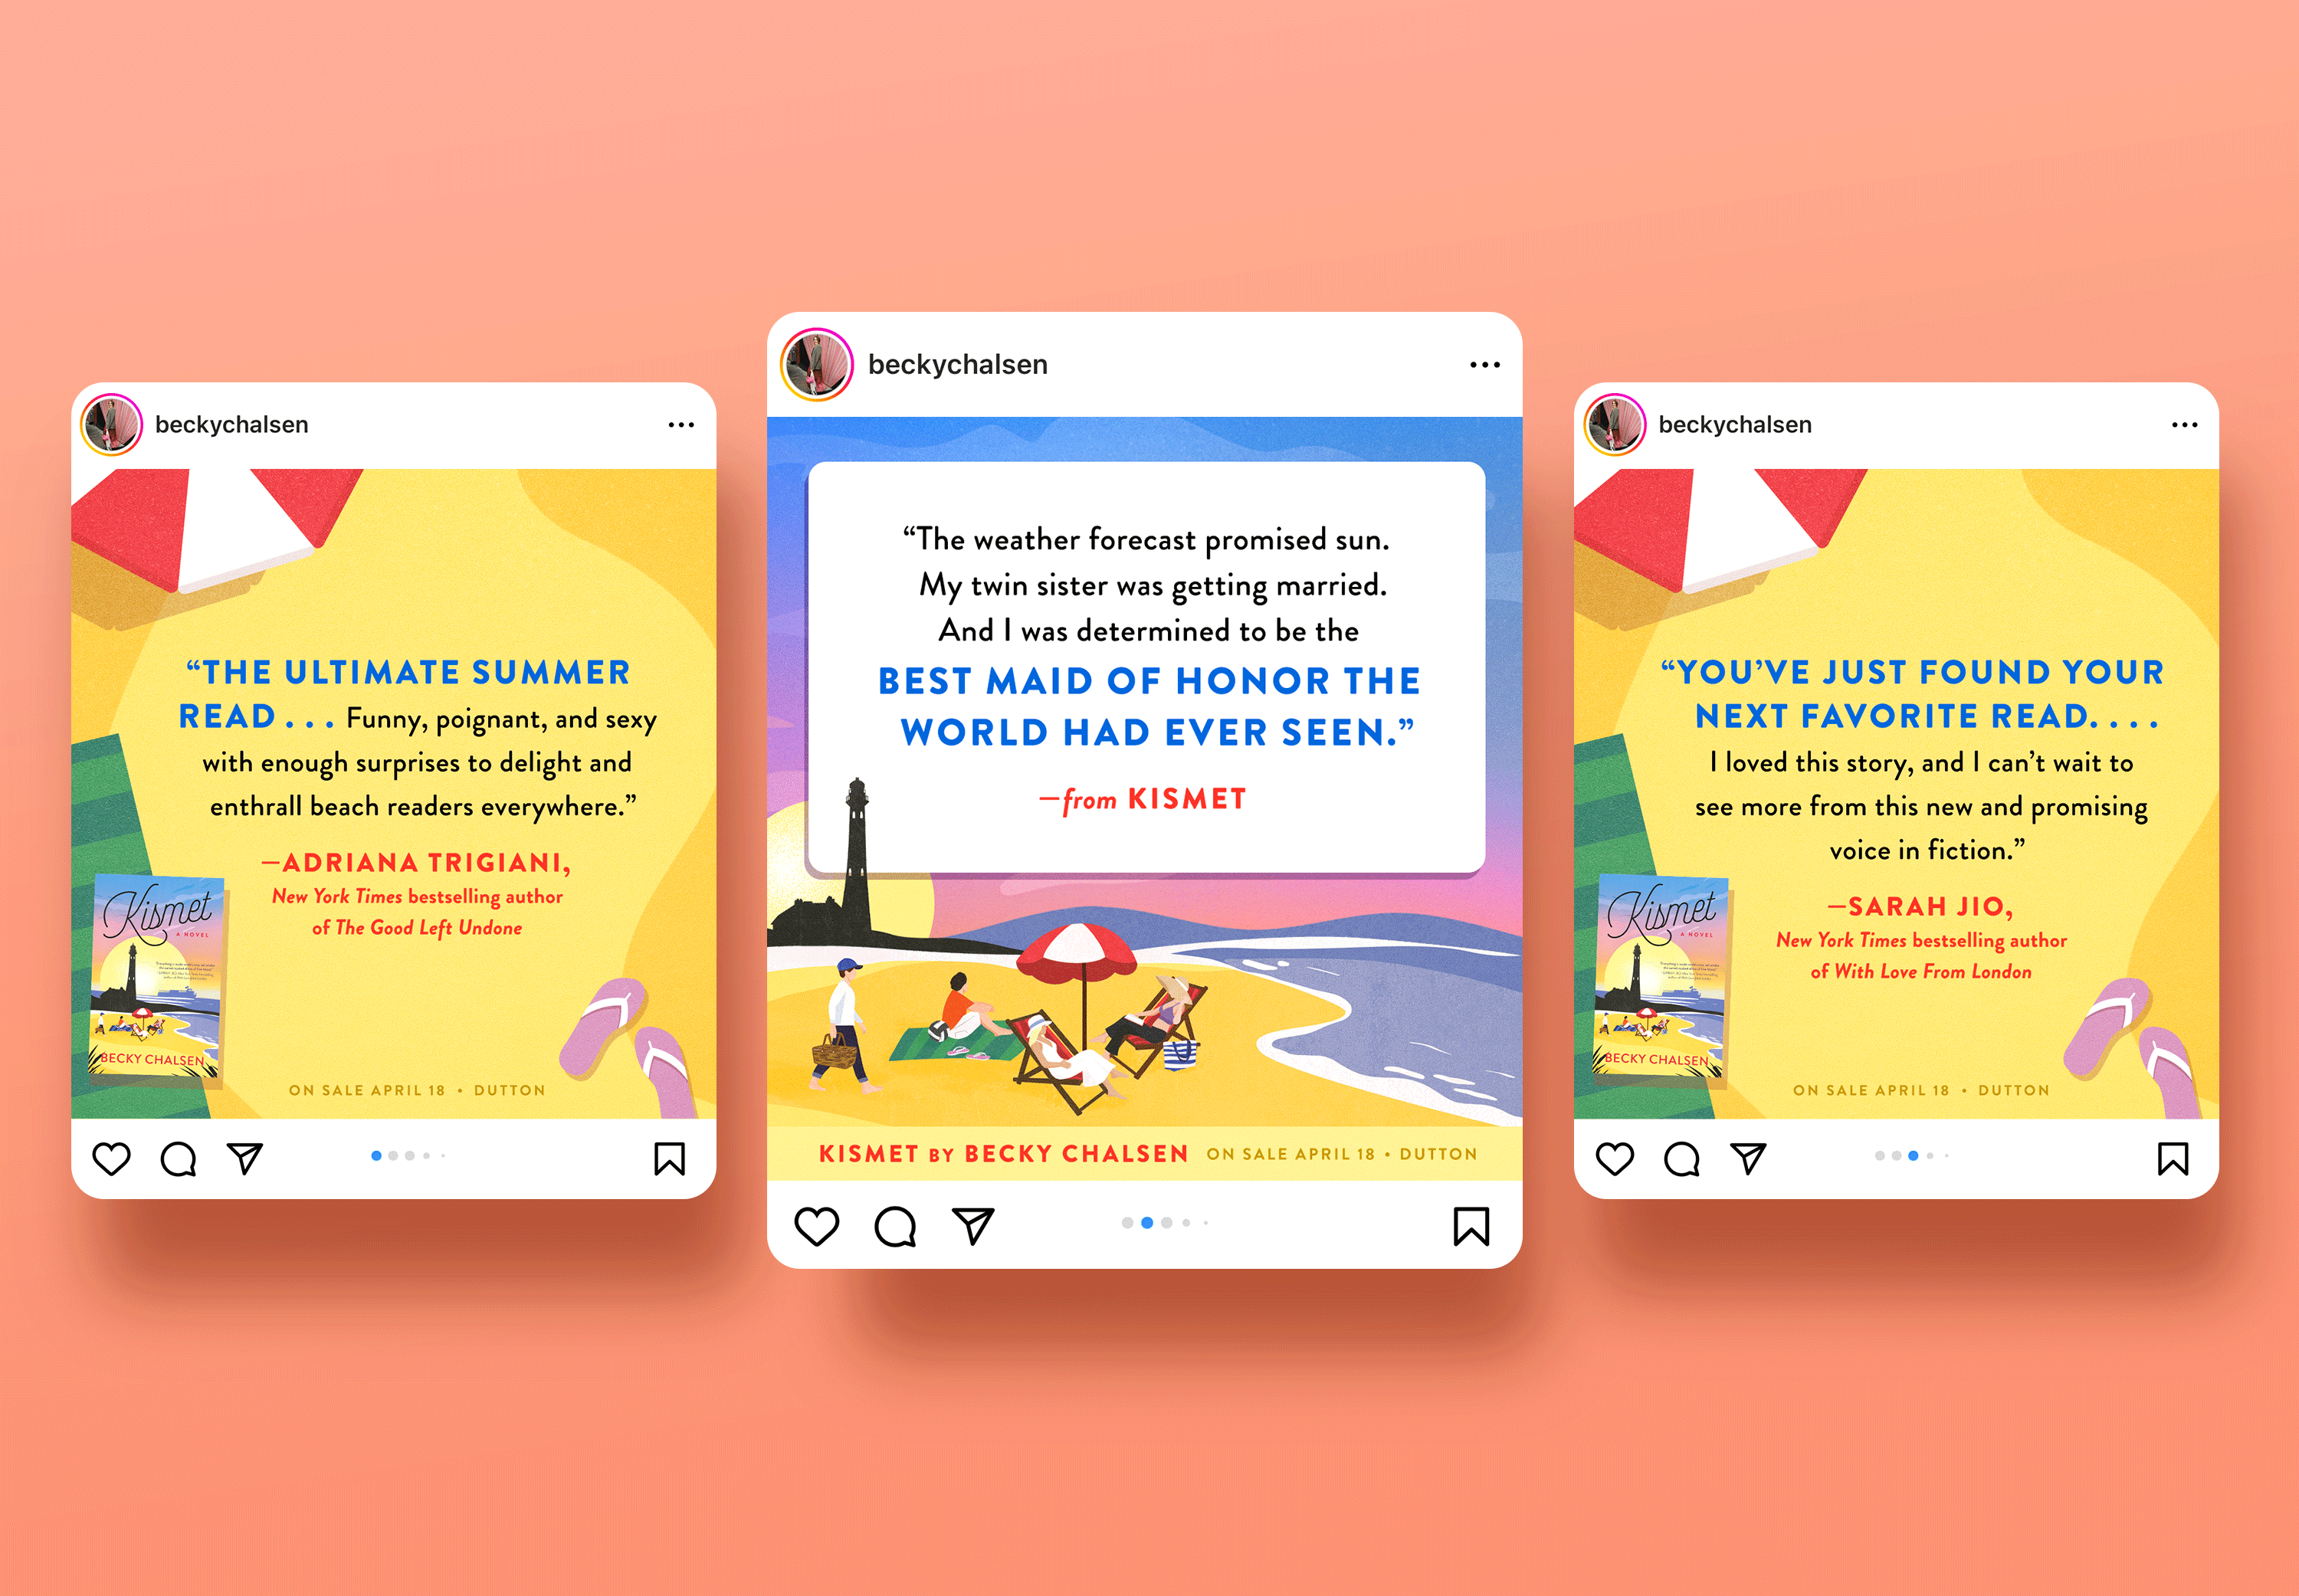 beckychalsen
“THE ULTIMATE SUMMER
READ . . . Funny, poignant, and sexy
with enough surprises to delight and
enthrall beach readers everywhere.”
—ADRIANA TRIGIANI,
New York Times bestselling author
of The Good Left Undone
Kismet
A NOVEL
BECKY CHALSEN
ON SALE APRIL 18 • DUTTON
beckychalsen
“The weather forecast promised sun.
My twin sister was getting married.
And I was determined to be the
BEST MAID OF HONOR THE
WORLD HAD EVER SEEN.”
—from KISMET
KISMET BY BECKY CHALSEN ON SALE APRIL 18 • DUTTON
beckychalsen
“YOU’VE JUST FOUND YOUR
NEXT FAVORITE READ. . . .
I loved this story, and I can’t wait to
see more from this new and promising
voice in fiction.”
—SARAH JIO,
New York Times bestselling author
of With Love From London
Kismet
A NOVEL
BECKY CHALSEN
ON SALE APRIL 18 • DUTTON